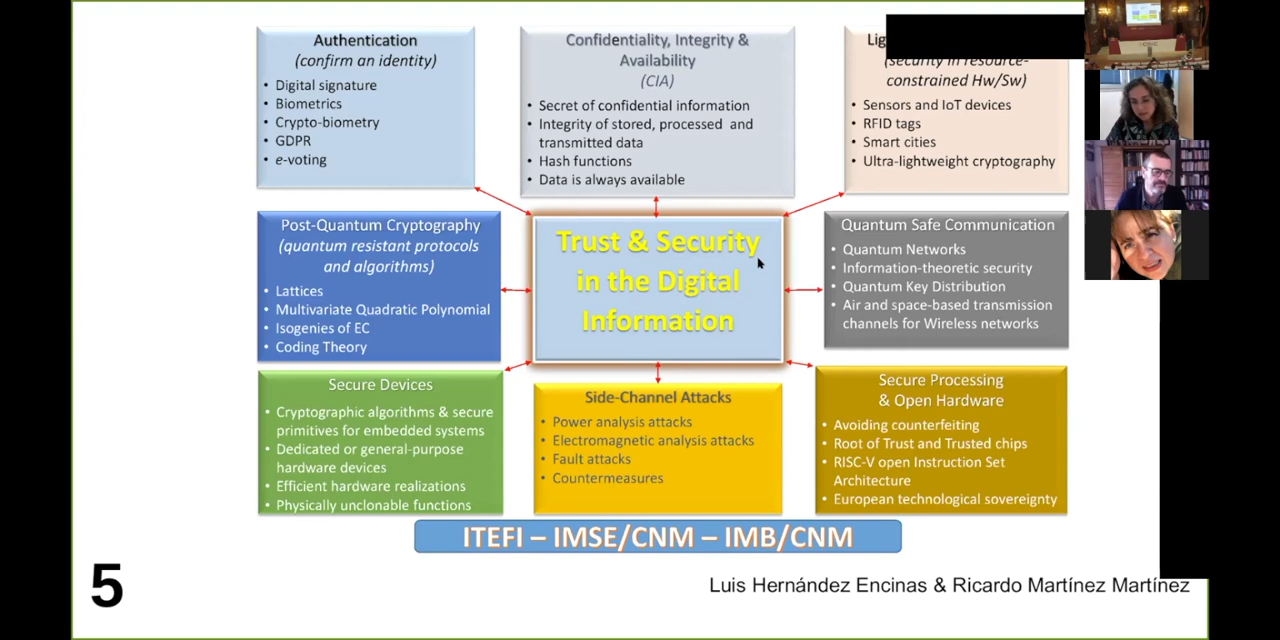 Authentication
(confirm an identity)
• Digital signature
• Biometrics
• Crypto-biometry
• GDPR
• e-voting
Confidentiality, Integrity &
Availability
(CIA)
• Secret of confidential information
• Integrity of stored, processed and
transmitted data
• Hash functions
• Data is always available
(security in resource-
constrained Hw/Sw)
• Sensors and IoT devices
• RFID tags
• Smart cities
• Ultra-lightweight cryptography
Post-Quantum Cryptography
(quantum resistant protocols
and algorithms)
• Lattices
• Multivariate Quadratic Polynomial
• Isogenies of EC
• Coding Theory
Trust & Security
in the Digital
Information
Quantum Safe Communication
• Quantum Networks
• Information-theoretic security
• Quantum Key Distribution
• Air and space-based transmission
channels for Wireless networks
Secure Devices
• Cryptographic algorithms & secure
primitives for embedded systems
• Dedicated or general-purpose
hardware devices
• Efficient hardware realizations
• Physically unclonable functions
Side-Channel Attacks
• Power analysis attacks
• Electromagnetic analysis attacks
• Fault attacks
• Countermeasures
Secure Processing
& Open Hardware
• Avoiding counterfeiting
• Root of Trust and Trusted chips
• RISC-V open Instruction Set
Architecture
• European technological sovereignty
ITEFI – IMSE/CNM – IMB/CNM
5
Luis Hernández Encinas & Ricardo Martínez Martínez